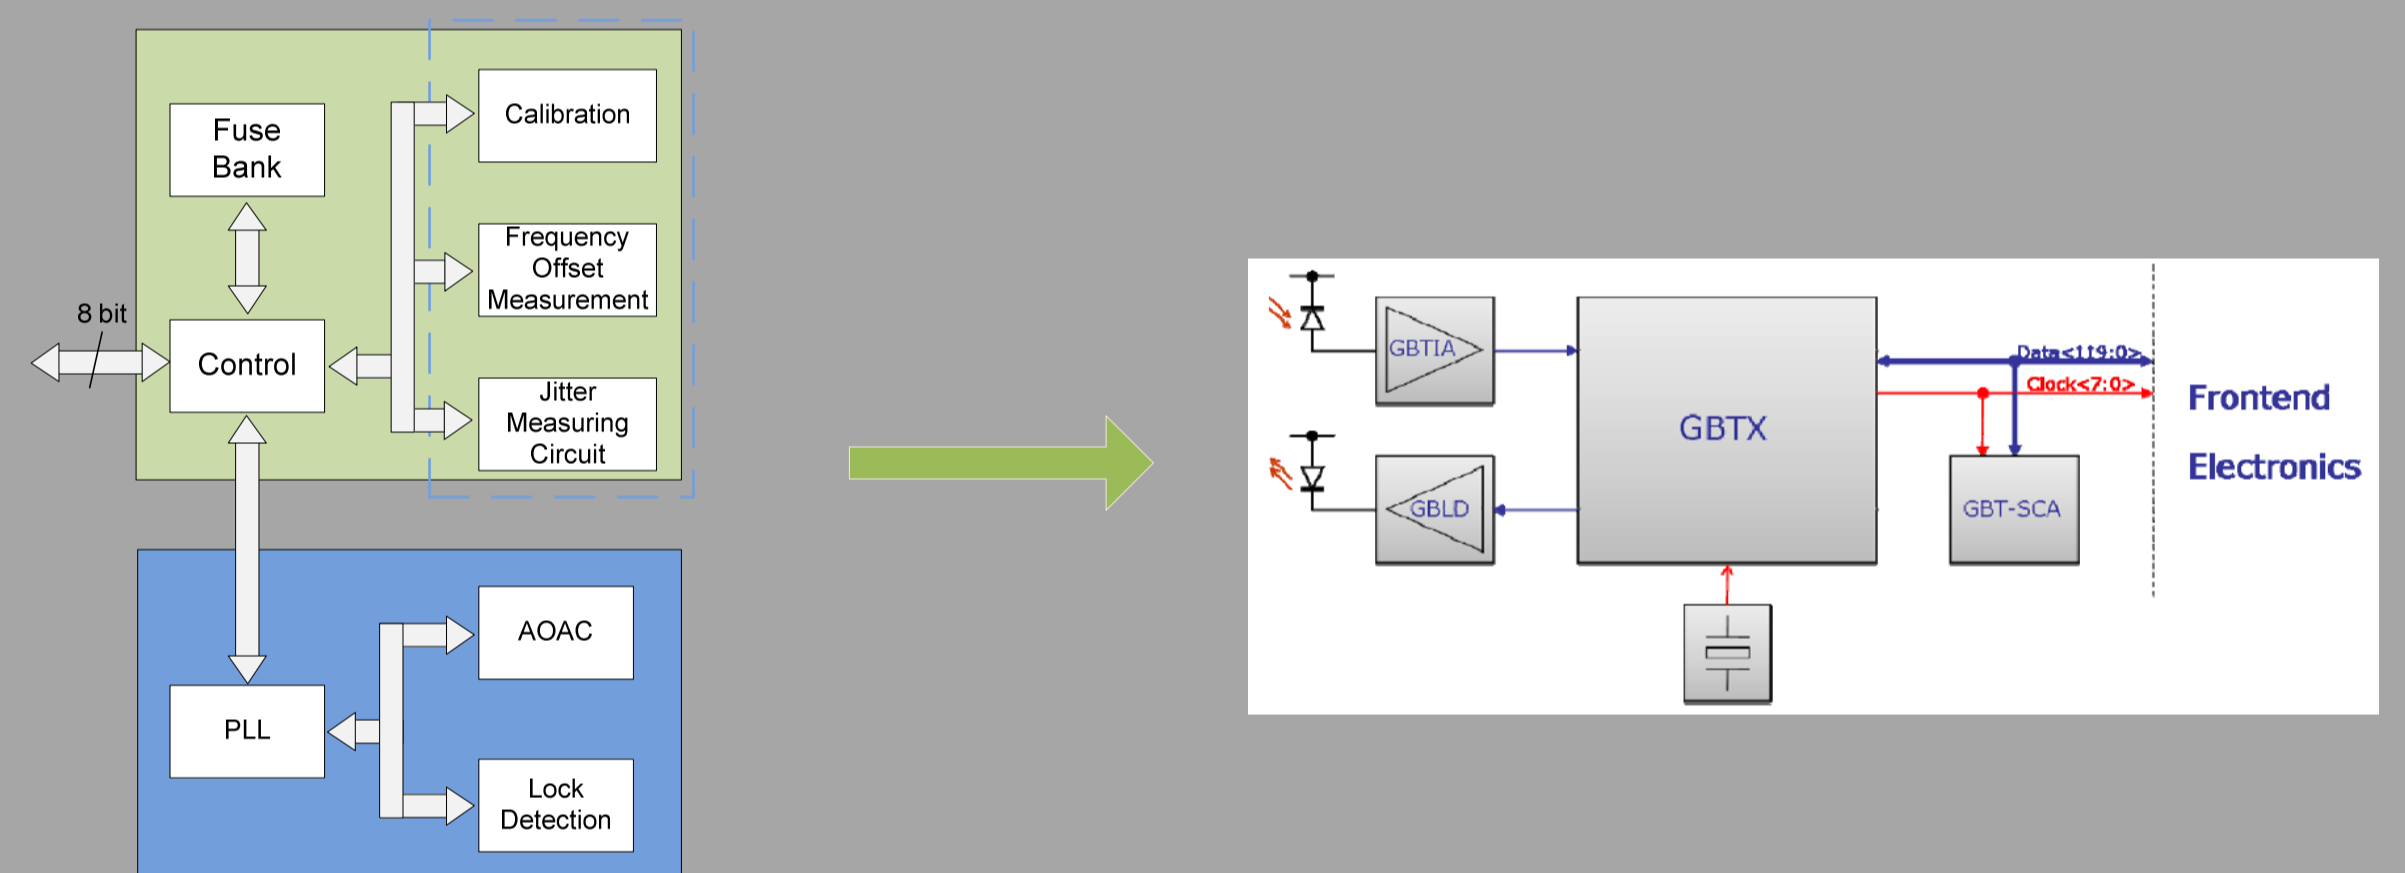 Fuse
Bank
Calibration
Frequency
Offset
Measurement
8 bit
Control
Jitter
Measuring
Circuit
AOAC
PLL
Lock
Detection
GBTIA
GBTX
GBLD
Data<119:0>
Clock<7:0>
GBT-SCA
Frontend
Electronics